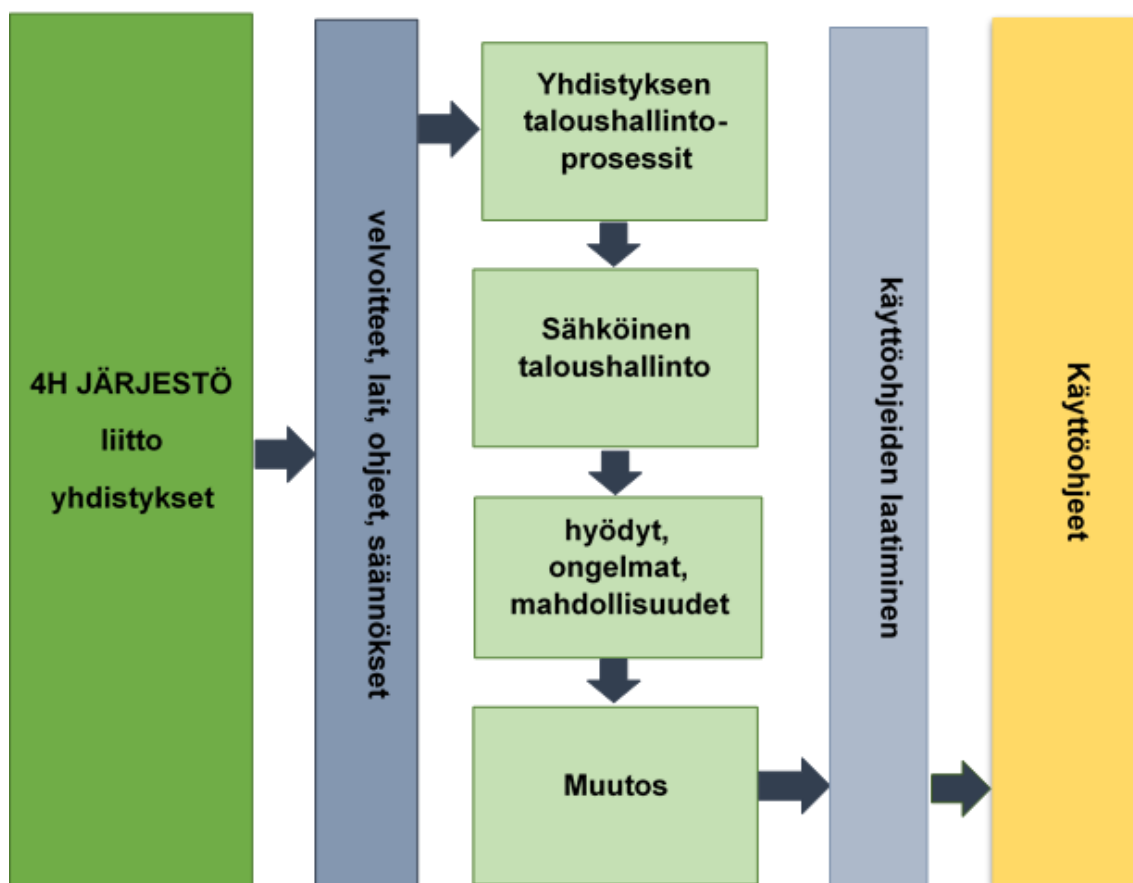 4H JÄRJESTÖ
liitto
yhdistykset
velvoitteet, lait, ohjeet, säännökset
Yhdistyksen
taloushallinto-
prosessit
Sähköinen
taloushallinto
hyödyt,
ongelmat,
mahdollisuudet
Muutos
käyttöohjeiden laatiminen
Käyttöohjeet